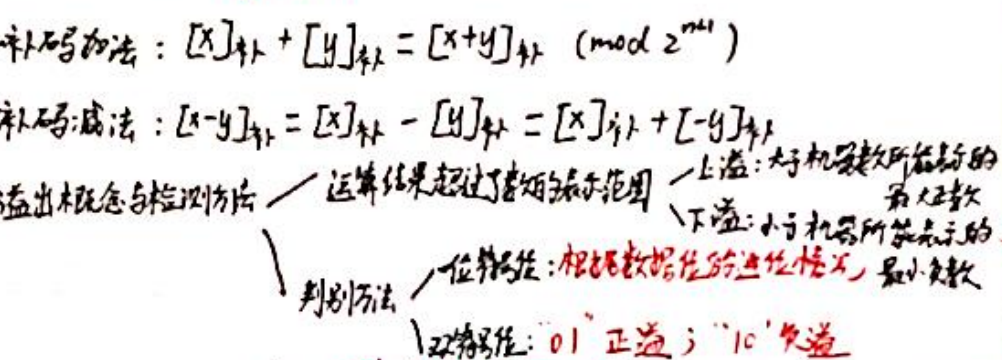 补码加法：[x]补 + [y]补 = [x+y]补 (mod 2^{n+1})
补码减法：[x-y]补 = [x]补 - [y]补 = [x]补 + [-y]补
溢出概念与检测方法
运算结果超过了数的表示范围
上溢：大于机器数所能表示的
最大正数
下溢：小于机器所能表示的
最小负数
判别方法
一位符号位：根据数据位的进位情况
双符号位："01"正溢；"10"负溢